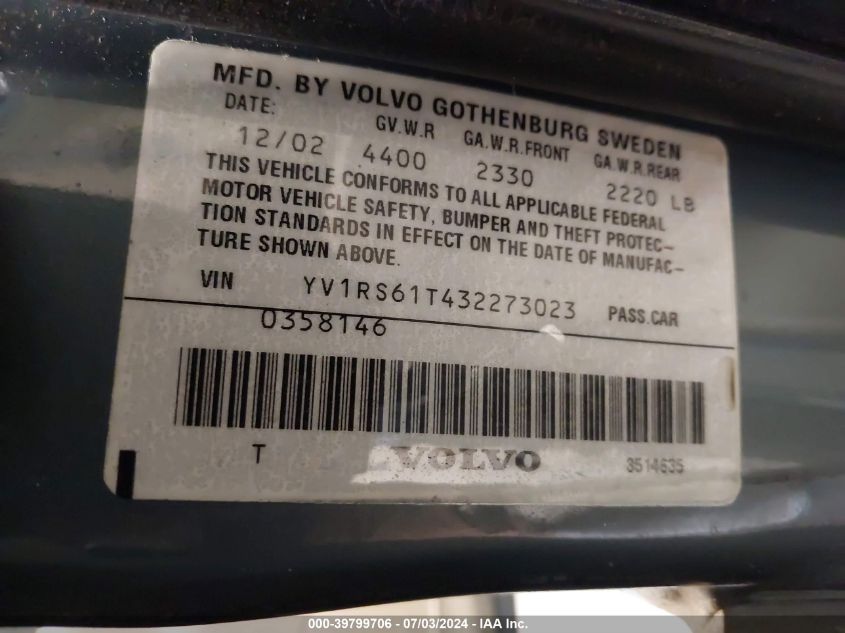 MFD. BY VOLVO GOTHENBURG SWEDEN
DATE: GV.W.R GA.W.R.FRONT GA.W.R.REAR
12/02 4400 2330 2220 LB
THIS VEHICLE CONFORMS TO ALL APPLICABLE FEDERAL
MOTOR VEHICLE SAFETY, BUMPER AND THEFT PROTEC-
TION STANDARDS IN EFFECT ON THE DATE OF MANUFAC-
TURE SHOWN ABOVE.
VIN YV1RS61T432273023 PASS.CAR
0358146
T VOLVO 3514635
000-39799706 - 07/03/2024 - IAA Inc.